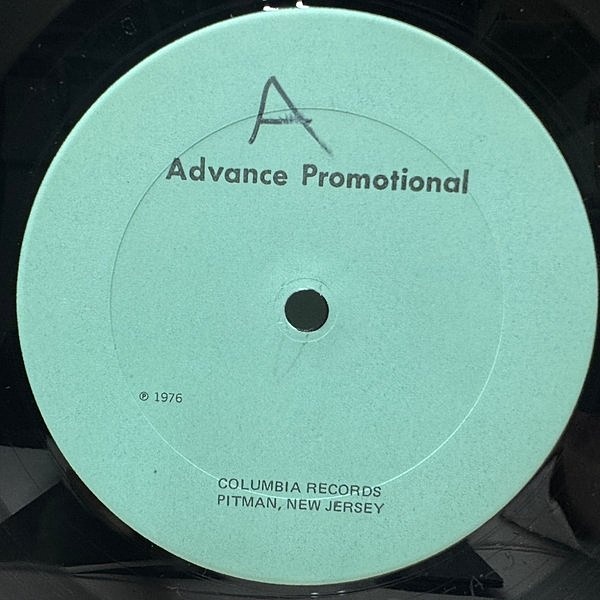 A
Advance Promotional
℗ 1976
COLUMBIA RECORDS
PITMAN, NEW JERSEY